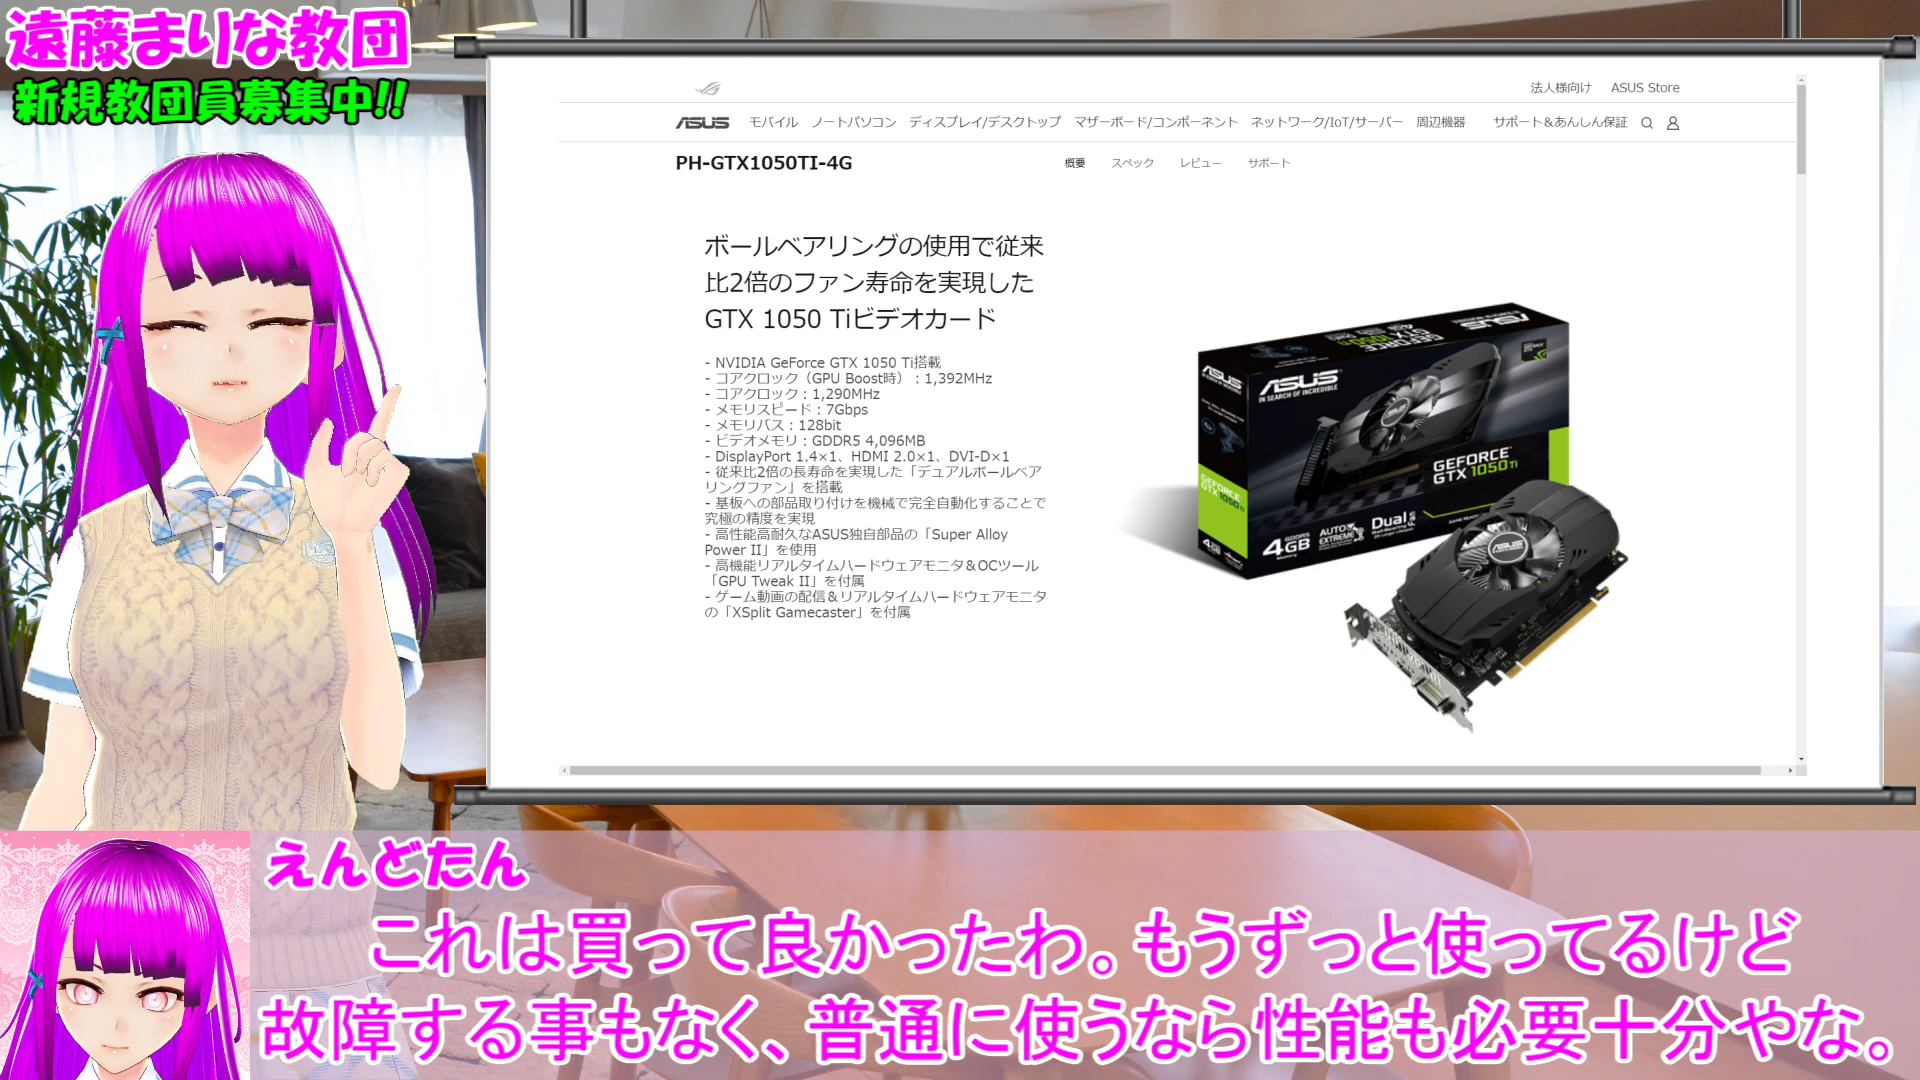 遠藤まりな教団
新規教団員募集中!!
法人様向け ASUS Store
ASUS モバイル ノートパソコン ディスプレイ/デスクトップ マザーボード/コンポーネント ネットワーク/IoT/サーバー 周辺機器 サポート＆あんしん保証
PH-GTX1050TI-4G 概要 スペック レビュー サポート
ボールベアリングの使用で従来
比2倍のファン寿命を実現した
GTX 1050 Tiビデオカード
- NVIDIA GeForce GTX 1050 Ti搭載
- コアクロック（GPU Boost時）：1,392MHz
- コアクロック：1,290MHz
- メモリスピード：7Gbps
- メモリバス：128bit
- ビデオメモリ：GDDR5 4,096MB
- DisplayPort 1.4×1、HDMI 2.0×1、DVI-D×1
- 従来比2倍の長寿命を実現した「デュアルボールベア
リングファン」を搭載
- 基板への部品取り付けを機械で完全自動化することで
究極の精度を実現
- 高性能高耐久なASUS独自部品の「Super Alloy
Power II」を使用
- 高機能リアルタイムハードウェアモニタ＆OCツール
「GPU Tweak II」を付属
- ゲーム動画の配信＆リアルタイムハードウェアモニタ
の「XSplit Gamecaster」を付属
ASUS
IN SEARCH OF INCREDIBLE
GEFORCE
GTX 1050Ti
4GB GDDR5
AUTO EXTREME
Dual
GAME READY
GEFORCE
GTX 1050Ti
4GB
ASUS
えんどたん
これは買って良かったわ。もうずっと使ってるけど
故障する事もなく、普通に使うなら性能も必要十分やな。